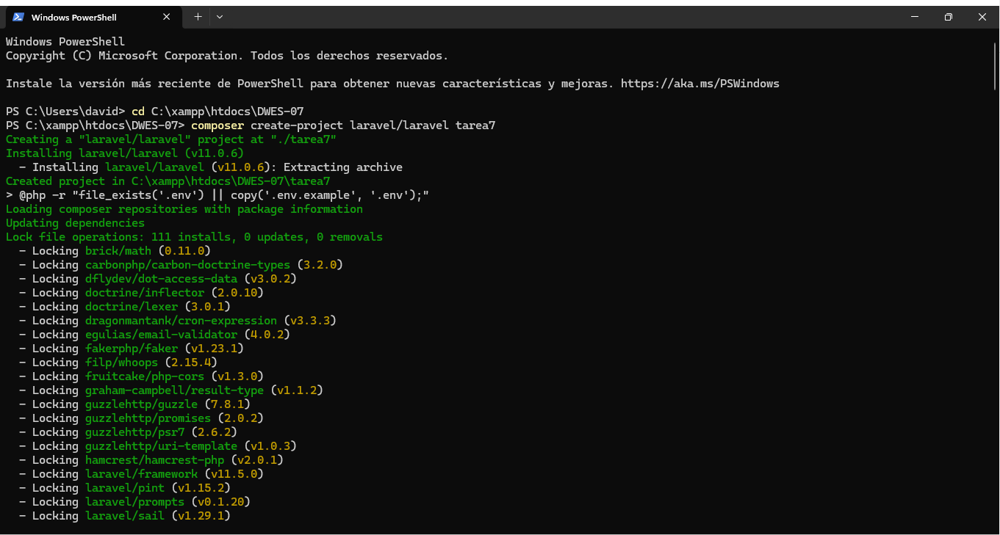 Windows PowerShell
Windows PowerShell
Copyright (C) Microsoft Corporation. Todos los derechos reservados.
Instale la versión más reciente de PowerShell para obtener nuevas características y mejoras. https://aka.ms/PSWindows
PS C:\Users\david> cd C:\xampp\htdocs\DWES-07
PS C:\xampp\htdocs\DWES-07> composer create-project laravel/laravel tarea7
Creating a "laravel/laravel" project at "./tarea7"
Installing laravel/laravel (v11.0.6)
  - Installing laravel/laravel (v11.0.6): Extracting archive
Created project in C:\xampp\htdocs\DWES-07\tarea7
> @php -r "file_exists('.env') || copy('.env.example', '.env');"
Loading composer repositories with package information
Updating dependencies
Lock file operations: 111 installs, 0 updates, 0 removals
  - Locking brick/math (0.11.0)
  - Locking carbonphp/carbon-doctrine-types (3.2.0)
  - Locking dflydev/dot-access-data (v3.0.2)
  - Locking doctrine/inflector (2.0.10)
  - Locking doctrine/lexer (3.0.1)
  - Locking dragonmantank/cron-expression (v3.3.3)
  - Locking egulias/email-validator (4.0.2)
  - Locking fakerphp/faker (v1.23.1)
  - Locking filp/whoops (2.15.4)
  - Locking fruitcake/php-cors (v1.3.0)
  - Locking graham-campbell/result-type (v1.1.2)
  - Locking guzzlehttp/guzzle (7.8.1)
  - Locking guzzlehttp/promises (2.0.2)
  - Locking guzzlehttp/psr7 (2.6.2)
  - Locking guzzlehttp/uri-template (v1.0.3)
  - Locking hamcrest/hamcrest-php (v2.0.1)
  - Locking laravel/framework (v11.5.0)
  - Locking laravel/pint (v1.15.2)
  - Locking laravel/prompts (v0.1.20)
  - Locking laravel/sail (v1.29.1)